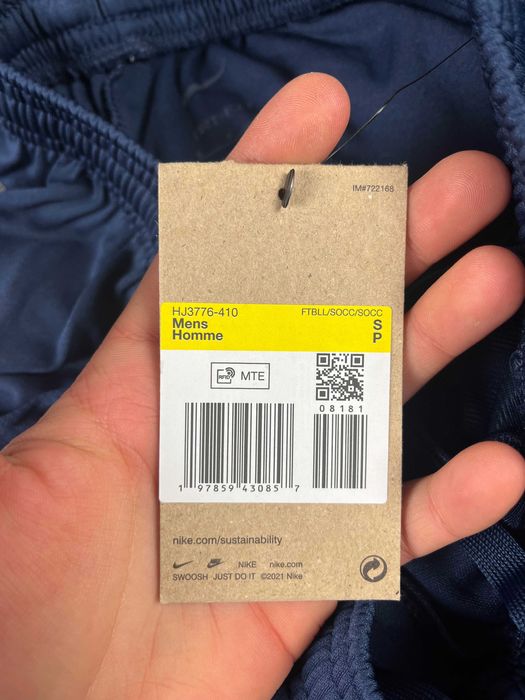 IM#722168
HJ3776-410 FTBLL/SOCC/SOCC
Mens S
Homme P
RFID MTE
08181
1 97859 43085 7
nike.com/sustainability
NIKE nike.com
SWOOSH JUST DO IT ©2021 Nike